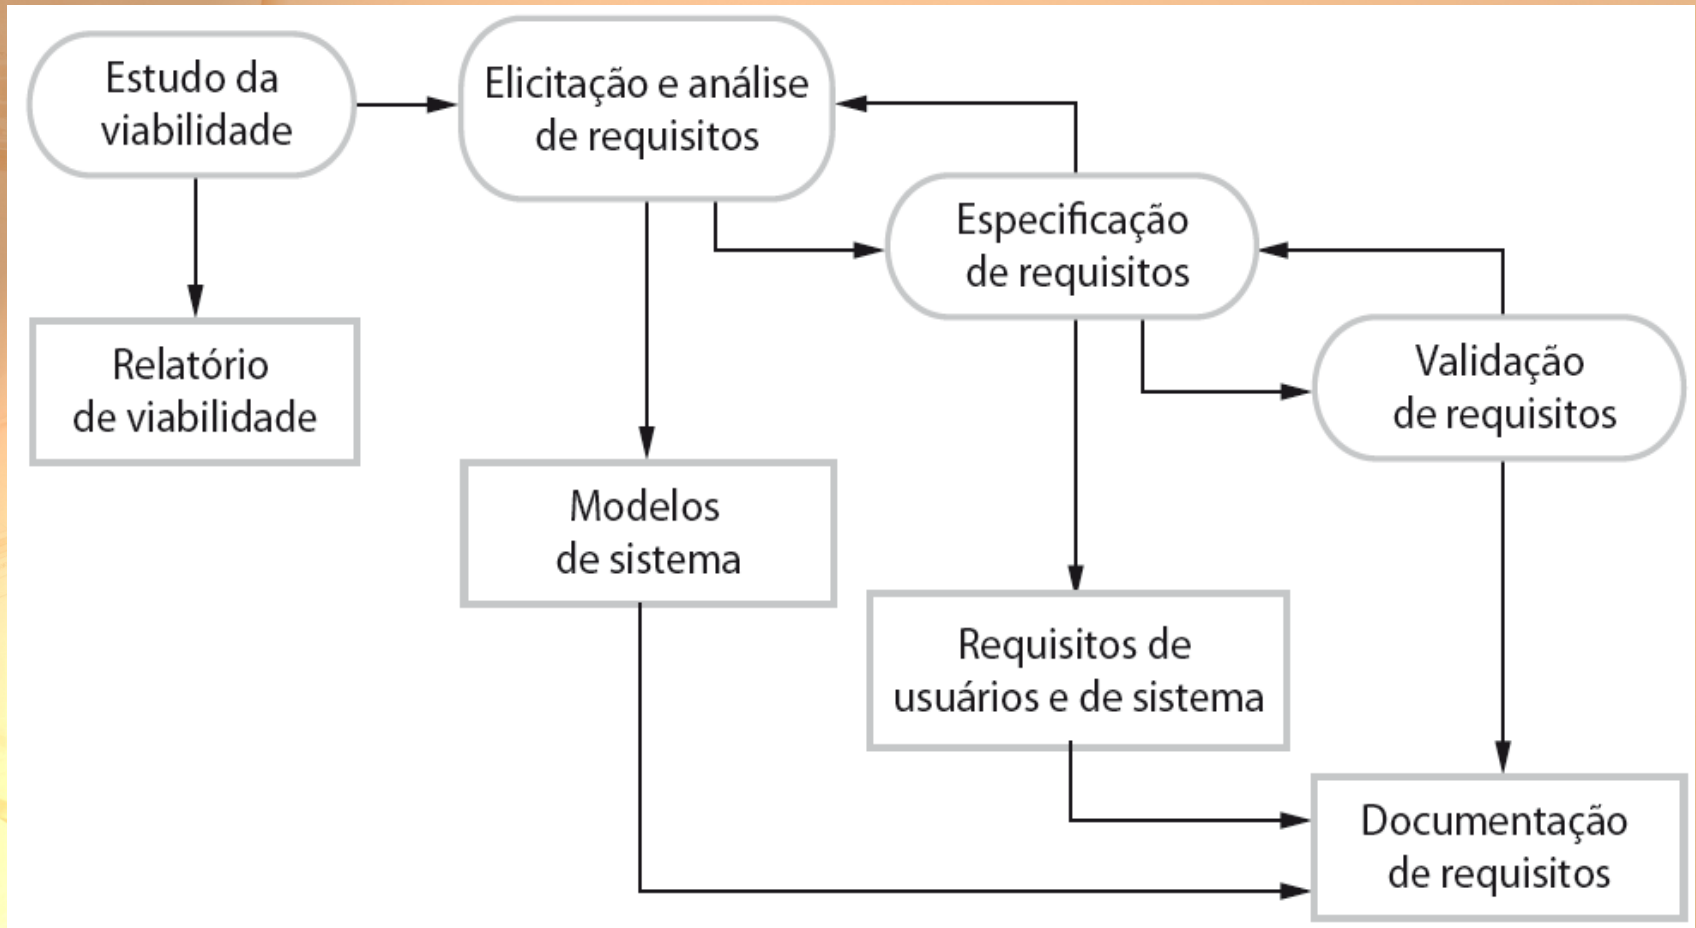 Estudo da
viabilidade
Elicitação e análise
de requisitos
Especificação
de requisitos
Validação
de requisitos
Relatório
de viabilidade
Modelos
de sistema
Requisitos de
usuários e de sistema
Documentação
de requisitos